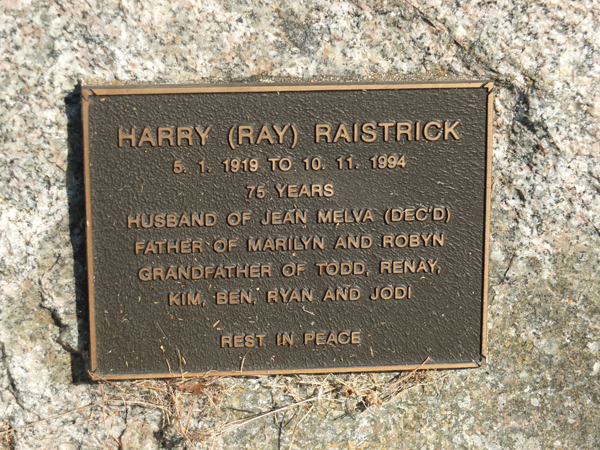 HARRY (RAY) RAISTRICK
5. 1. 1919 TO 10. 11. 1994
75 YEARS
HUSBAND OF JEAN MELVA (DEC'D)
FATHER OF MARILYN AND ROBYN
GRANDFATHER OF TODD, RENAY,
KIM, BEN, RYAN AND JODI
REST IN PEACE